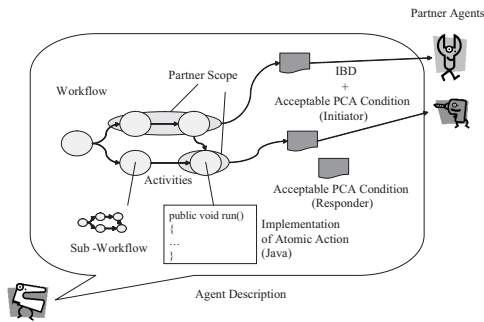 Partner Agents
Partner Scope
IBD
+
Acceptable PCA Condition
(Initiator)
Workflow
Activities
Acceptable PCA Condition
(Responder)
public void run()
{
…
}
Implementation
of Atomic Action
(Java)
Sub -Workflow
Agent Description